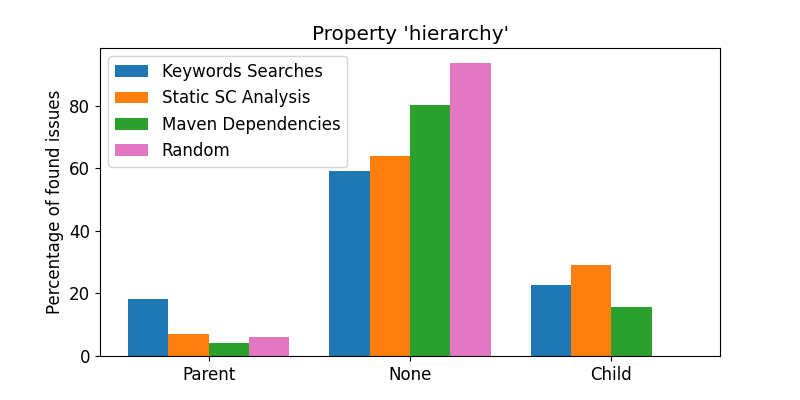 Property 'hierarchy'
Keywords Searches
Static SC Analysis
Maven Dependencies
Random
Percentage of found issues
80
60
40
20
0
Parent
None
Child